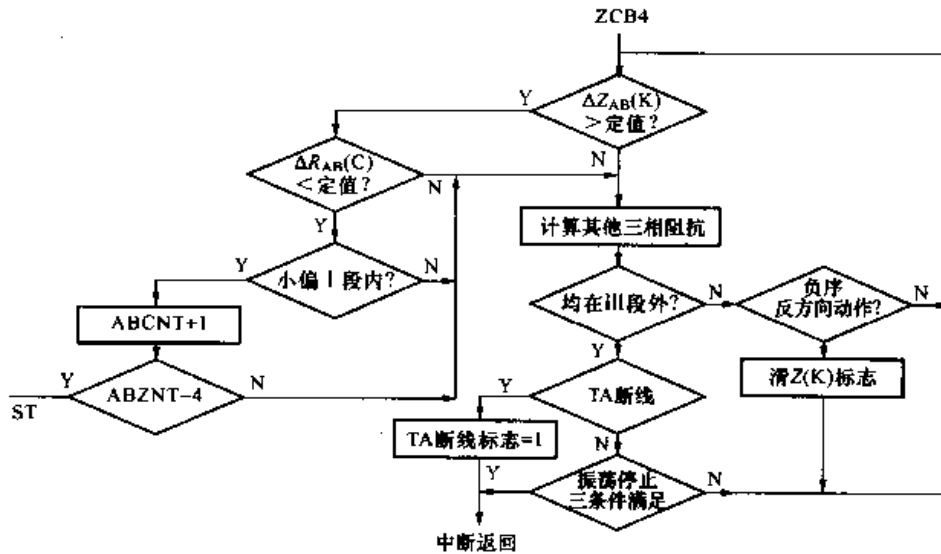 ZCB4
Y
ΔZAB(K)
＞定值?
ΔRAB(C)
＜定值?
N
N
Y
计算其他三相阻抗
Y
小偏Ⅰ段内?
N
均在Ⅲ段外?
N
负序
反方向动作?
N
ABCNT+1
Y
清Z(K)标志
Y
ABZNT-4
N
Y
TA断线
ST
TA断线标志=1
N
Y
振荡停止
三条件满足
N
中断返回